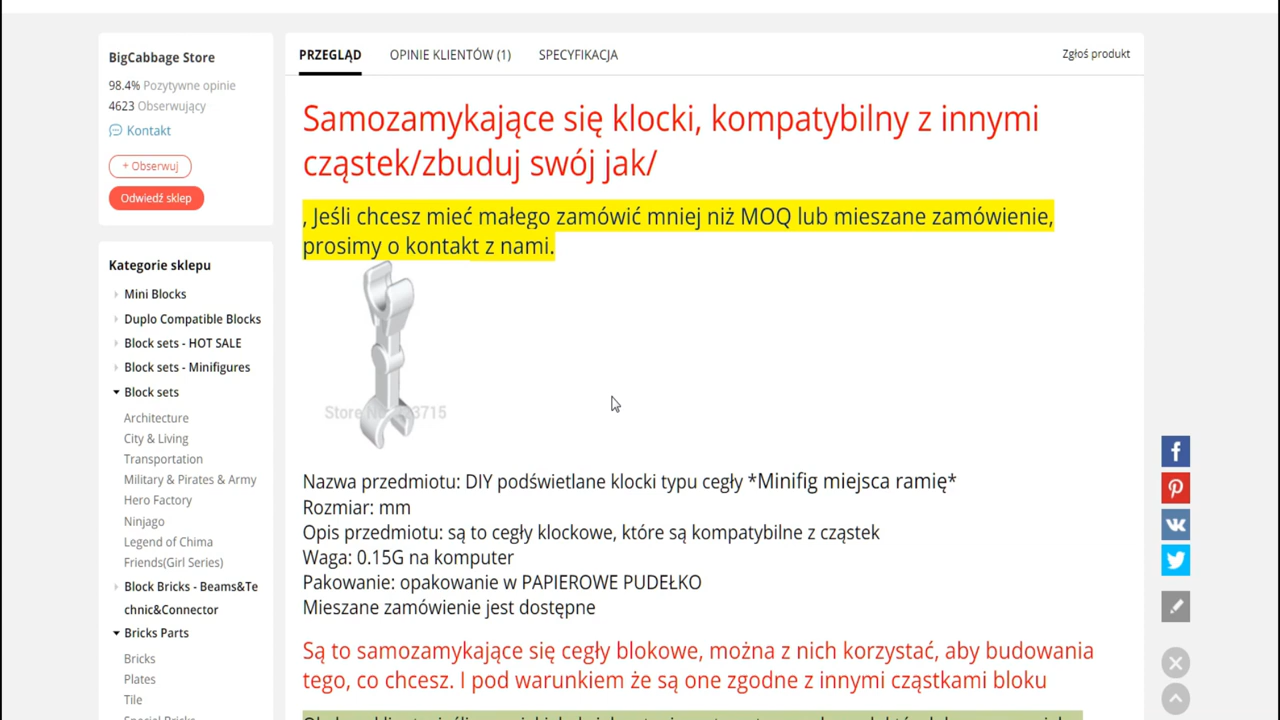 BigCabbage Store
98.4% Pozytywne opinie
4623 Obserwujący
Kontakt
+ Obserwuj
Odwiedź sklep
Kategorie sklepu
Mini Blocks
Duplo Compatible Blocks
Block sets - HOT SALE
Block sets - Minifigures
Block sets
Architecture
City & Living
Transportation
Military & Pirates & Army
Hero Factory
Ninjago
Legend of Chima
Friends(Girl Series)
Block Bricks - Beams&Te
chnic&Connector
Bricks Parts
Bricks
Plates
Tile
PRZEGLĄD OPINIE KLIENTÓW (1) SPECYFIKACJA Zgłoś produkt
Samozamykające się klocki, kompatybilny z innymi
cząstek/zbuduj swój jak/
, Jeśli chcesz mieć małego zamówić mniej niż MOQ lub mieszane zamówienie,
prosimy o kontakt z nami.
Nazwa przedmiotu: DIY podświetlane klocki typu cegły *Minifig miejsca ramię*
Rozmiar: mm
Opis przedmiotu: są to cegły klockowe, które są kompatybilne z cząstek
Waga: 0.15G na komputer
Pakowanie: opakowanie w PAPIEROWE PUDEŁKO
Mieszane zamówienie jest dostępne
Są to samozamykające się cegły blokowe, można z nich korzystać, aby budowania
tego, co chcesz. I pod warunkiem że są one zgodne z innymi cząstkami bloku